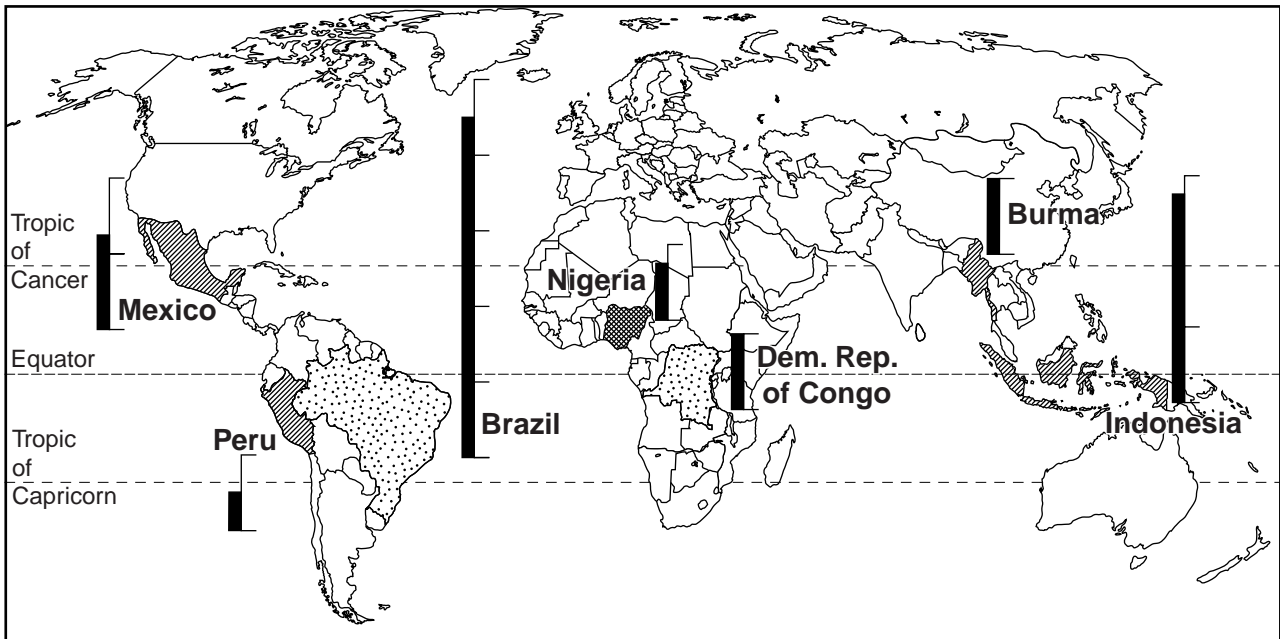 Tropic
of
Cancer
Equator
Tropic
of
Capricorn
Mexico
Peru
Brazil
Nigeria
Dem. Rep.
of Congo
Burma
Indonesia